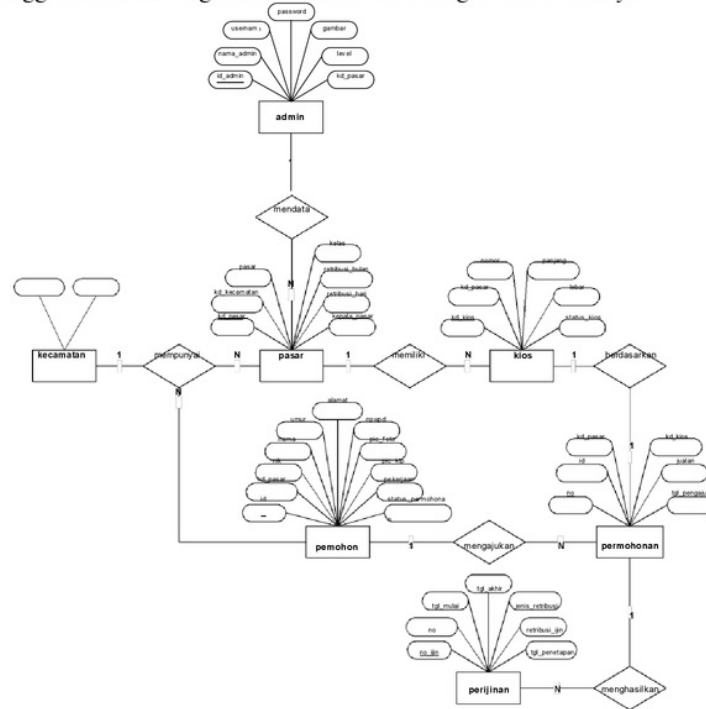 password
username
gambar
nama_admin
level
id_admin
kd_pasar
admin
mendata
N
kelas
pasar
retribusi_bulan
kd_kecamatan
retribusi_hari
kd_pasar
kepala_pasar
nomor
panjang
kd_pasar
lebar
kd_kios
status_kios
kecamatan
1
mempunyai
N
pasar
1
memiliki
N
kios
1
berdasarkan
N
alamat
umur
npwpd
nama
pic_foto
nik
pic_ktp
kd_pasar
pekerjaan
id
status_permohona
1
kd_pasar
kd_kios
id
jualan
no
tgl_pengaju
pemohon
1
mengajukan
N
permohonan
tgl_akhir
tgl_mulai
jenis_retribusi
no
retribusi_ijin
no_ijin
tgl_penetapan
1
perijinan
N
menghasilkan